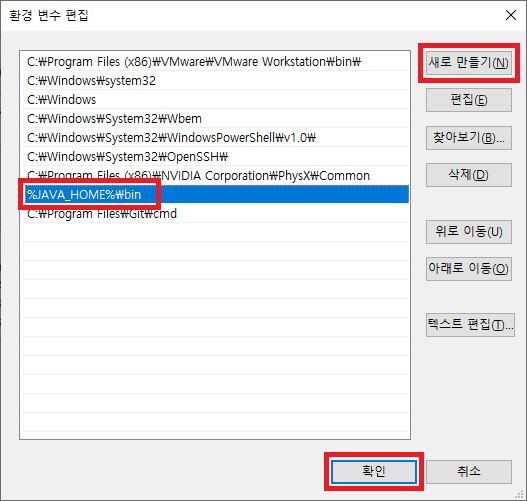 환경 변수 편집
C:₩Program Files (x86)₩VMware₩VMware Workstation₩bin₩
C:₩Windows₩system32
C:₩Windows
C:₩Windows₩System32₩Wbem
C:₩Windows₩System32₩WindowsPowerShell₩v1.0₩
C:₩Windows₩System32₩OpenSSH₩
C:₩Program Files (x86)₩NVIDIA Corporation₩PhysX₩Common
%JAVA_HOME%₩bin
C:₩Program Files₩Git₩cmd
새로 만들기(N)
편집(E)
찾아보기(B)...
삭제(D)
위로 이동(U)
아래로 이동(O)
텍스트 편집(T)...
확인
취소